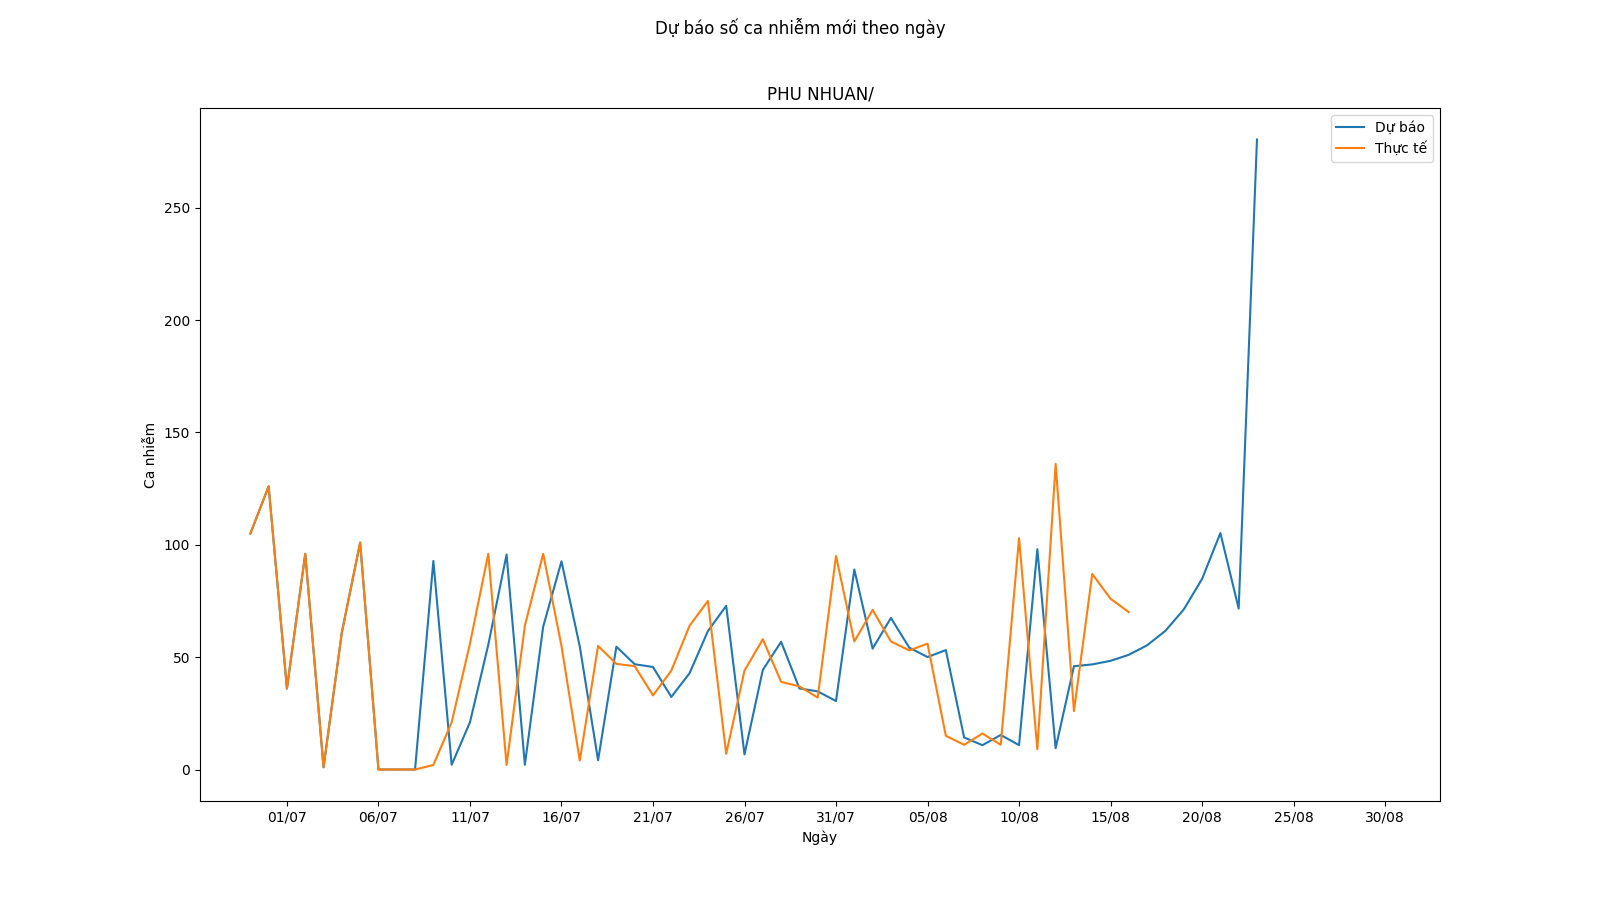 Dự báo số ca nhiễm mới theo ngày
PHU NHUAN/
Dự báo
Thực tế
250
200
150
100
50
0
Ca nhiễm
01/07 06/07 11/07 16/07 21/07 26/07 31/07 05/08 10/08 15/08 20/08 25/08 30/08
Ngày